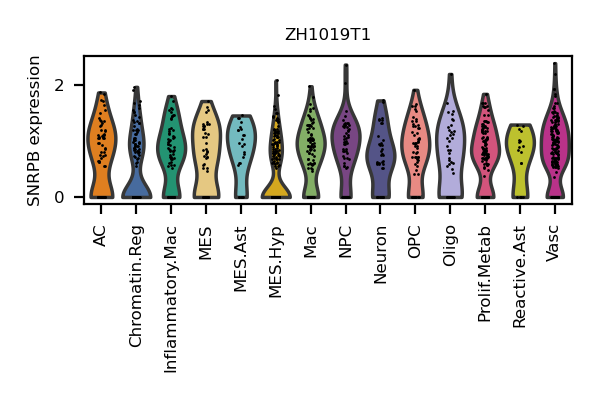 ZH1019T1
SNRPB expression
2
0
AC
Chromatin.Reg
Inflammatory.Mac
MES
MES.Ast
MES.Hyp
Mac
NPC
Neuron
OPC
Oligo
Prolif.Metab
Reactive.Ast
Vasc